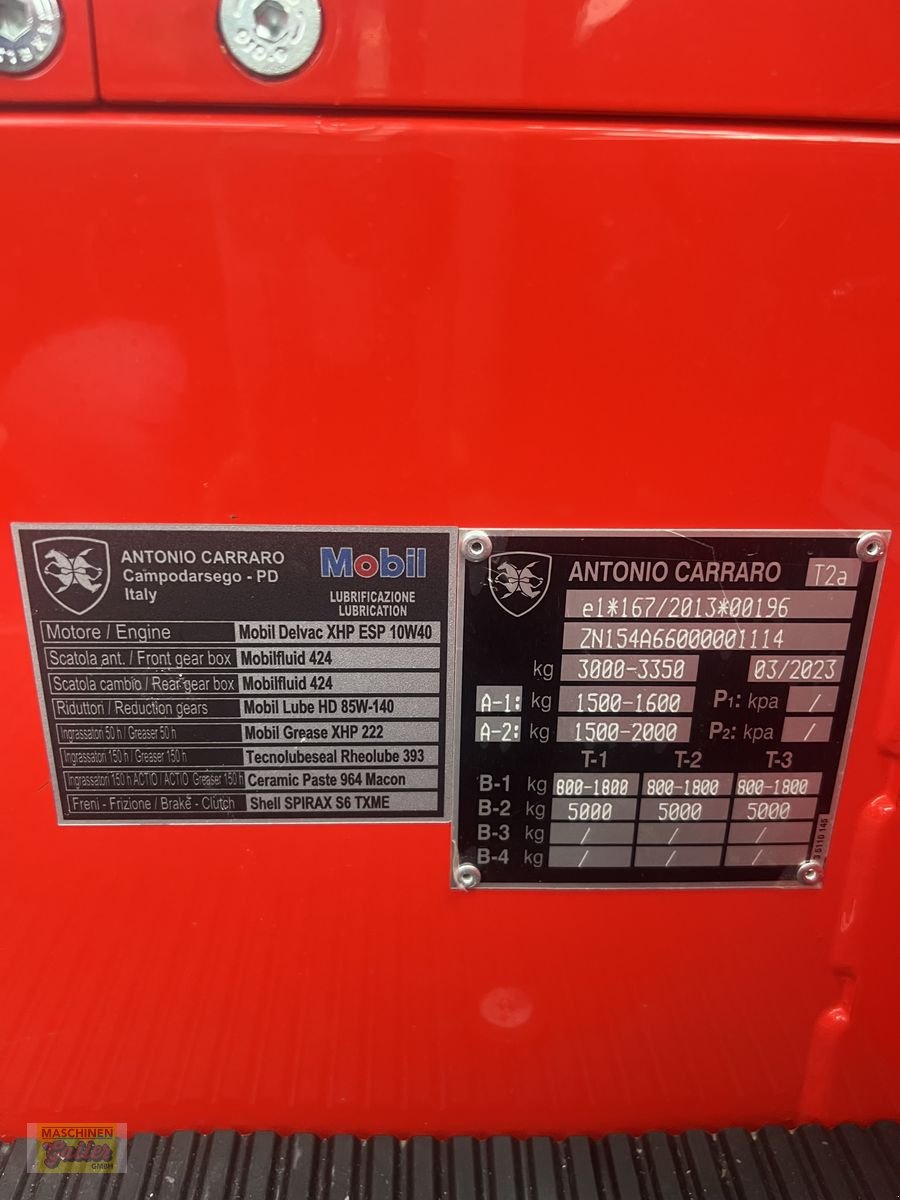 ANTONIO CARRARO
Campodarsego - PD
Italy
Mobil
LUBRIFICAZIONE
LUBRICATION
Motore / Engine Mobil Delvac XHP ESP 10W40
Scatola ant. / Front gear box Mobilfluid 424
Scatola cambio / Rear gear box Mobilfluid 424
Riduttori / Reduction gears Mobil Lube HD 85W-140
Ingrassatori 50 h / Greaser 50 h Mobil Grease XHP 222
Ingrassatori 150 h / Greaser 150 h Tecnolubeseal Rheolube 393
Ingrassatori 150 h ACTIO / ACTIO Greaser 150 h Ceramic Paste 964 Macon
Freni - Frizione / Brake - Clutch Shell SPIRAX S6 TXME
ANTONIO CARRARO T2a
e1*167/2013*00196
ZN154A66000001114
kg 3000-3350 03/2023
A-1: kg 1500-1600 P1: kpa /
A-2: kg 1500-2000 P2: kpa /
T-1 T-2 T-3
B-1 kg 800-1800 800-1800 800-1800
B-2 kg 5000 5000 5000
B-3 kg / / /
B-4 kg / / /
MASCHINEN
Gailer
GMBH